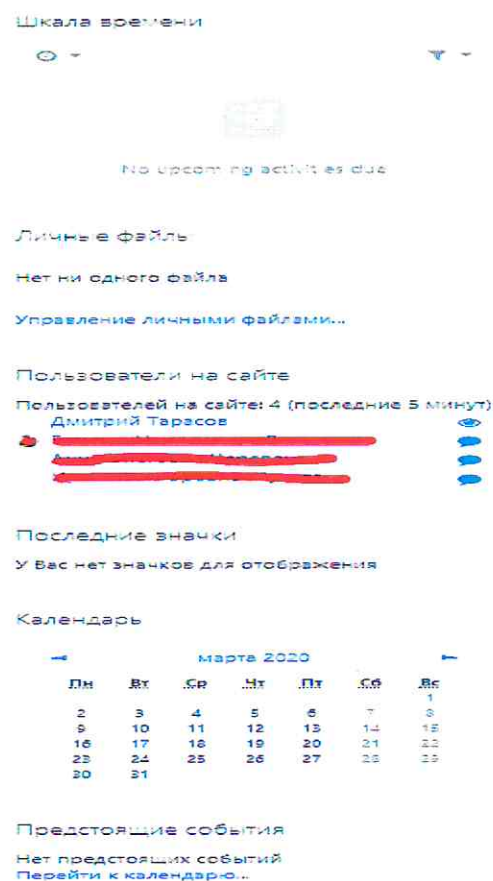 Шкала времени
No upcoming activities due
Личные файлы
Нет ни одного файла
Управление личными файлами...
Пользователи на сайте
Пользователей на сайте: 4 (последние 5 минут)
Дмитрий Тарасов
Последние значки
У Вас нет значков для отображения
Календарь
марта 2020
Пн Вт Ср Чт Пт Сб Вс
1
2 3 4 5 6 7 8
9 10 11 12 13 14 15
16 17 18 19 20 21 22
23 24 25 26 27 28 29
30 31
Предстоящие события
Нет предстоящих событий
Перейти к календарю...